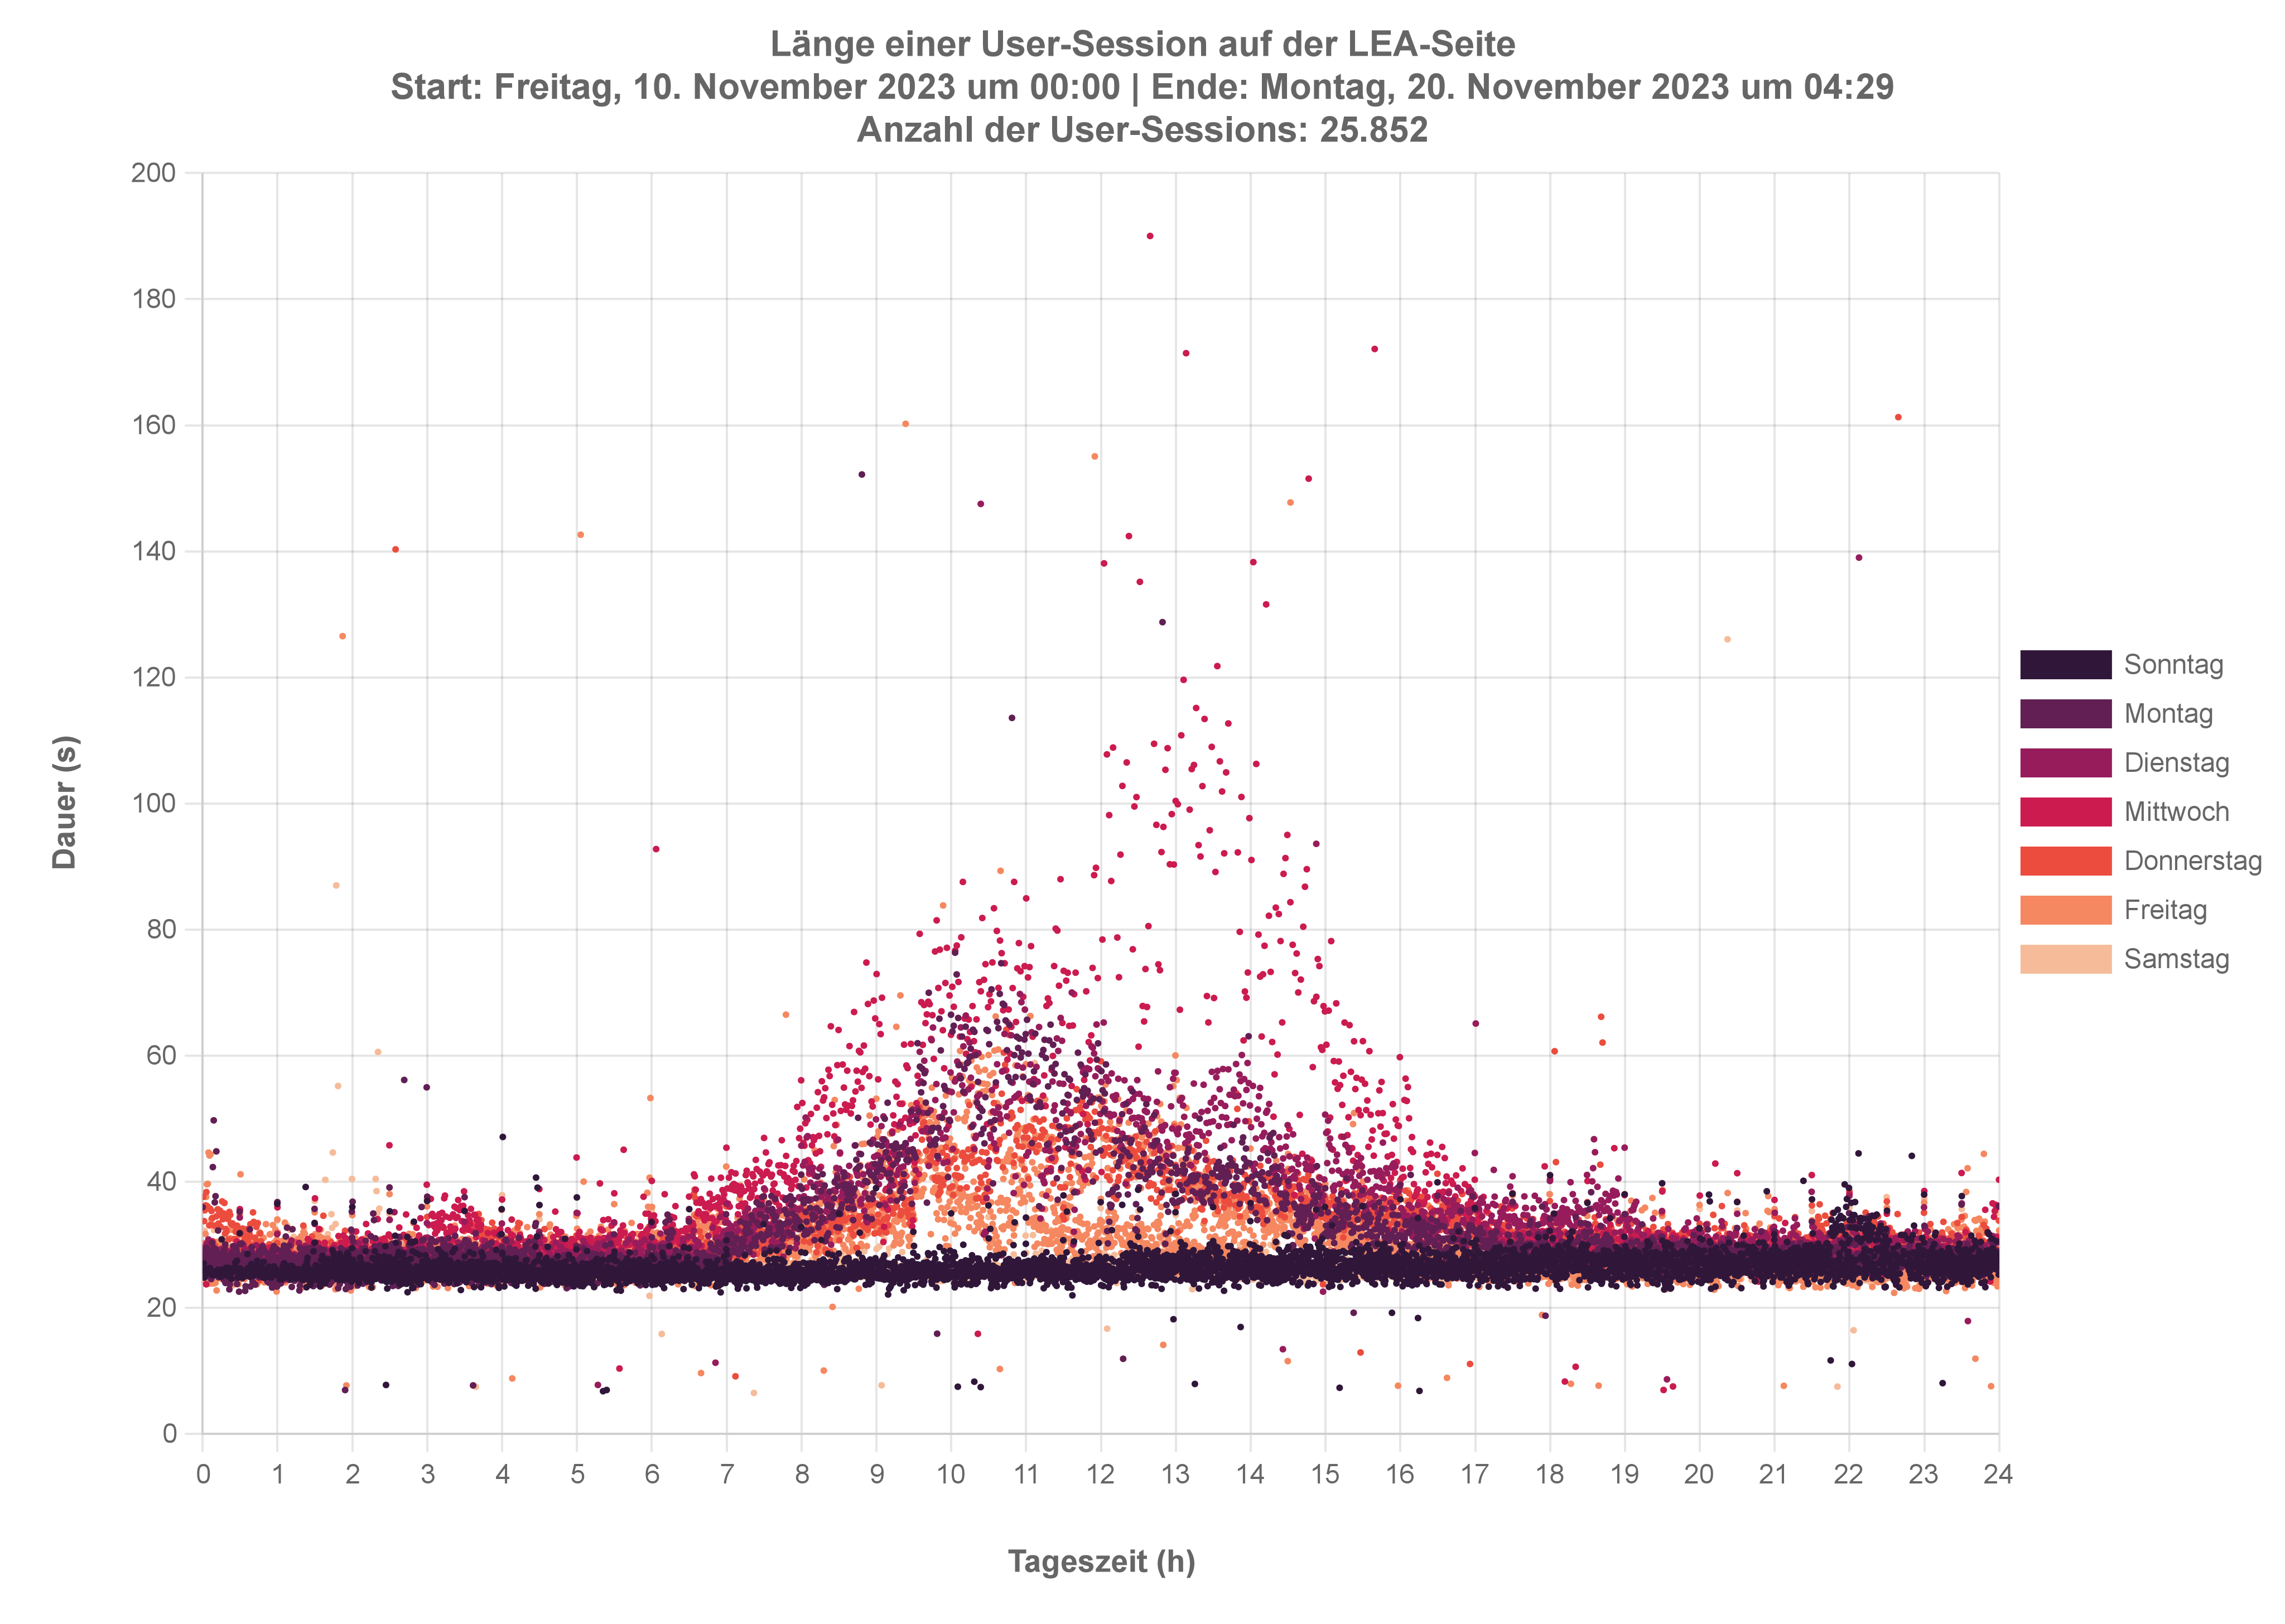 Länge einer User-Session auf der LEA-Seite
Start: Freitag, 10. November 2023 um 00:00 | Ende: Montag, 20. November 2023 um 04:29
Anzahl der User-Sessions: 25.852
200
180
160
140
120
100
80
60
40
20
0
Dauer (s)
0 1 2 3 4 5 6 7 8 9 10 11 12 13 14 15 16 17 18 19 20 21 22 23 24
Tageszeit (h)
Sonntag
Montag
Dienstag
Mittwoch
Donnerstag
Freitag
Samstag